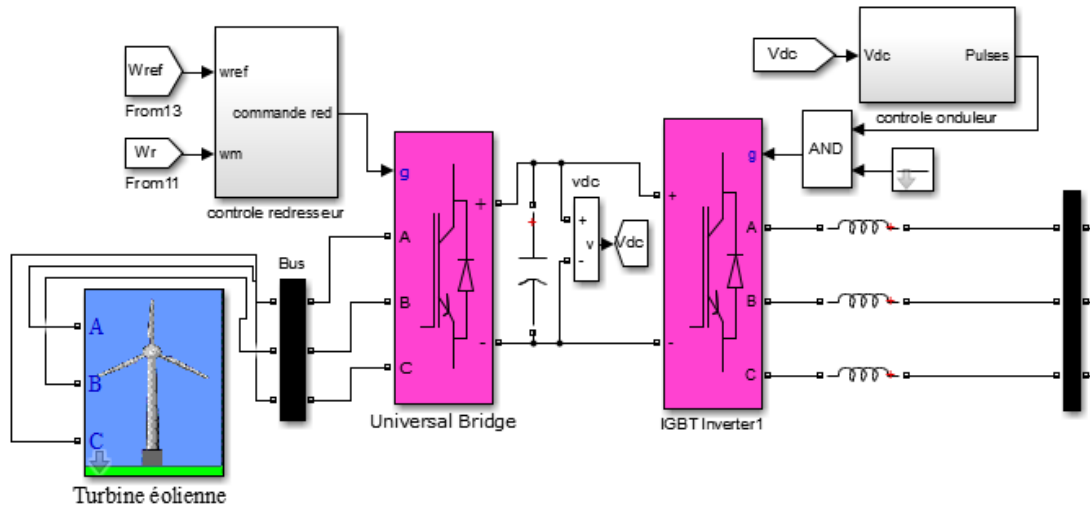 Wref
From13
Wr
From11
wref
wm
commande red
controle redresseur
Vdc
Vdc
Pulses
controle onduleur
AND
g
A
B
C
+
-
Universal Bridge
vdc
+
v
-
Vdc
g
+
-
A
B
C
IGBT Inverter1
Bus
A
B
C
Turbine éolienne